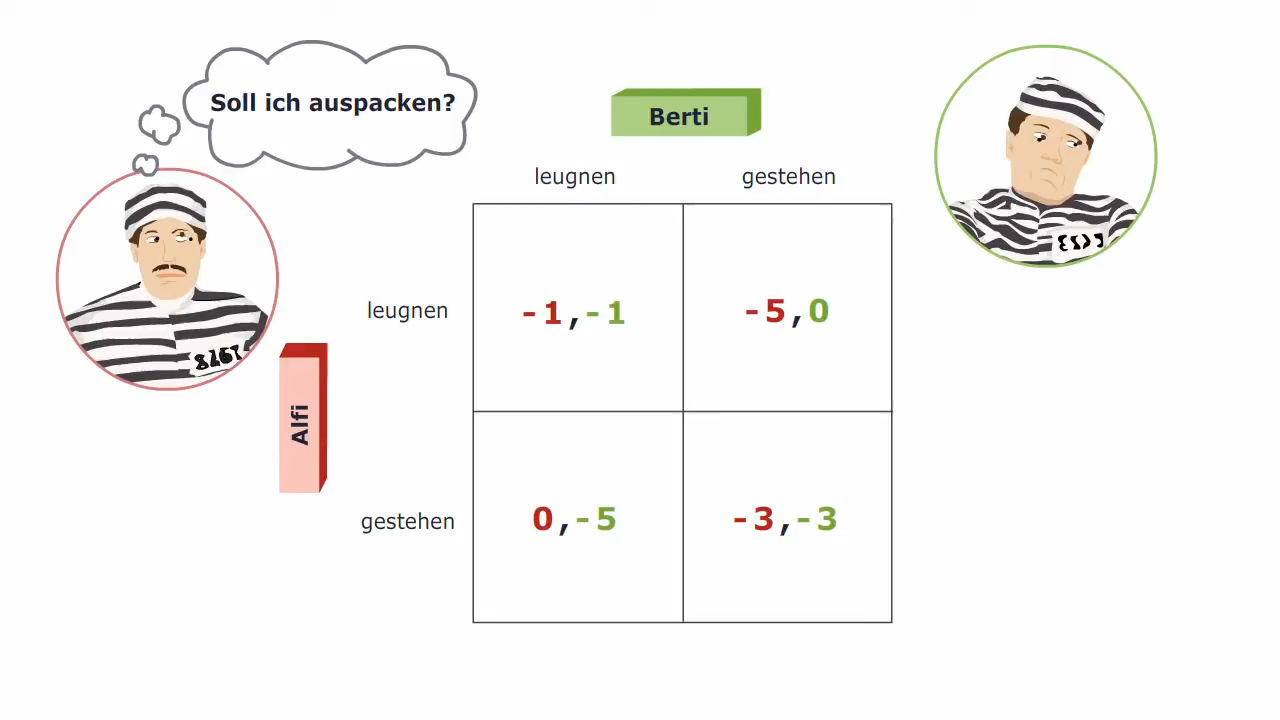 Soll ich auspacken?
Berti
leugnen gestehen
leugnen -1,-1 -5,0
Alfi
gestehen 0,-5 -3,-3